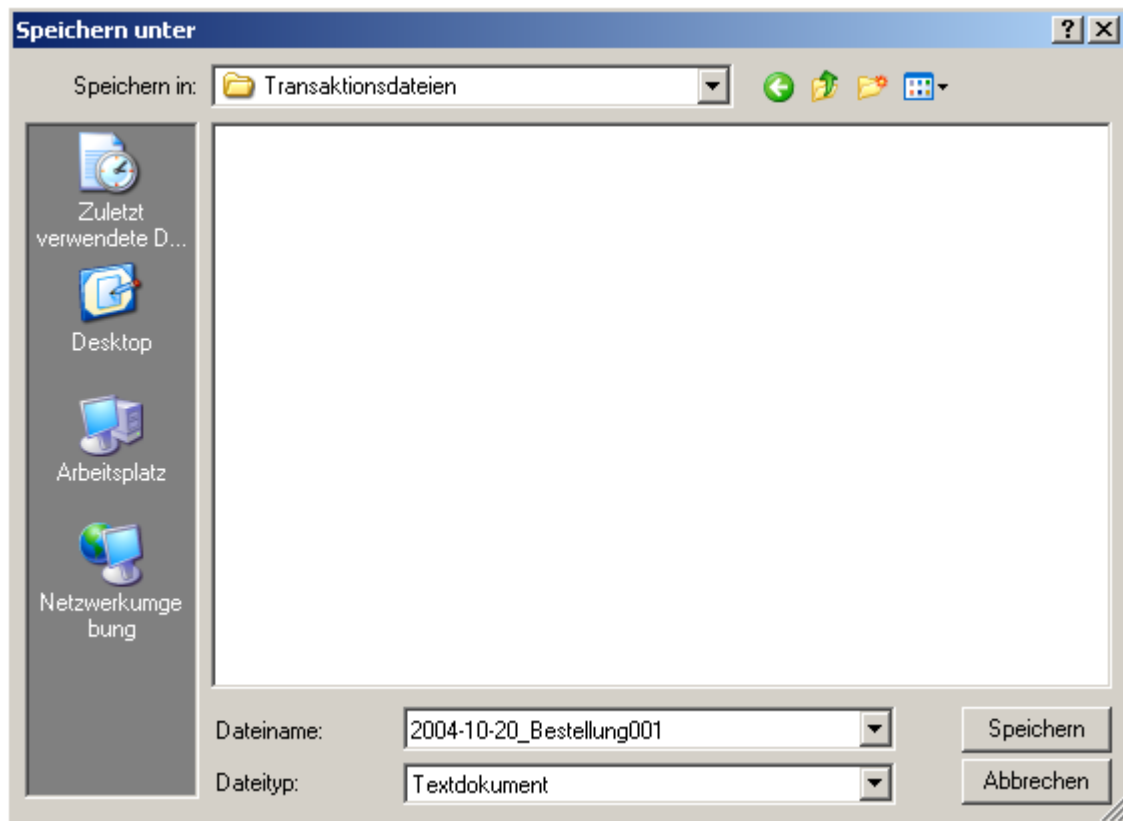 Speichern unter
Speichern in: Transaktionsdateien
Zuletzt
verwendete D...
Desktop
Arbeitsplatz
Netzwerkumge
bung
Dateiname: 2004-10-20_Bestellung001 Speichern
Dateityp: Textdokument Abbrechen